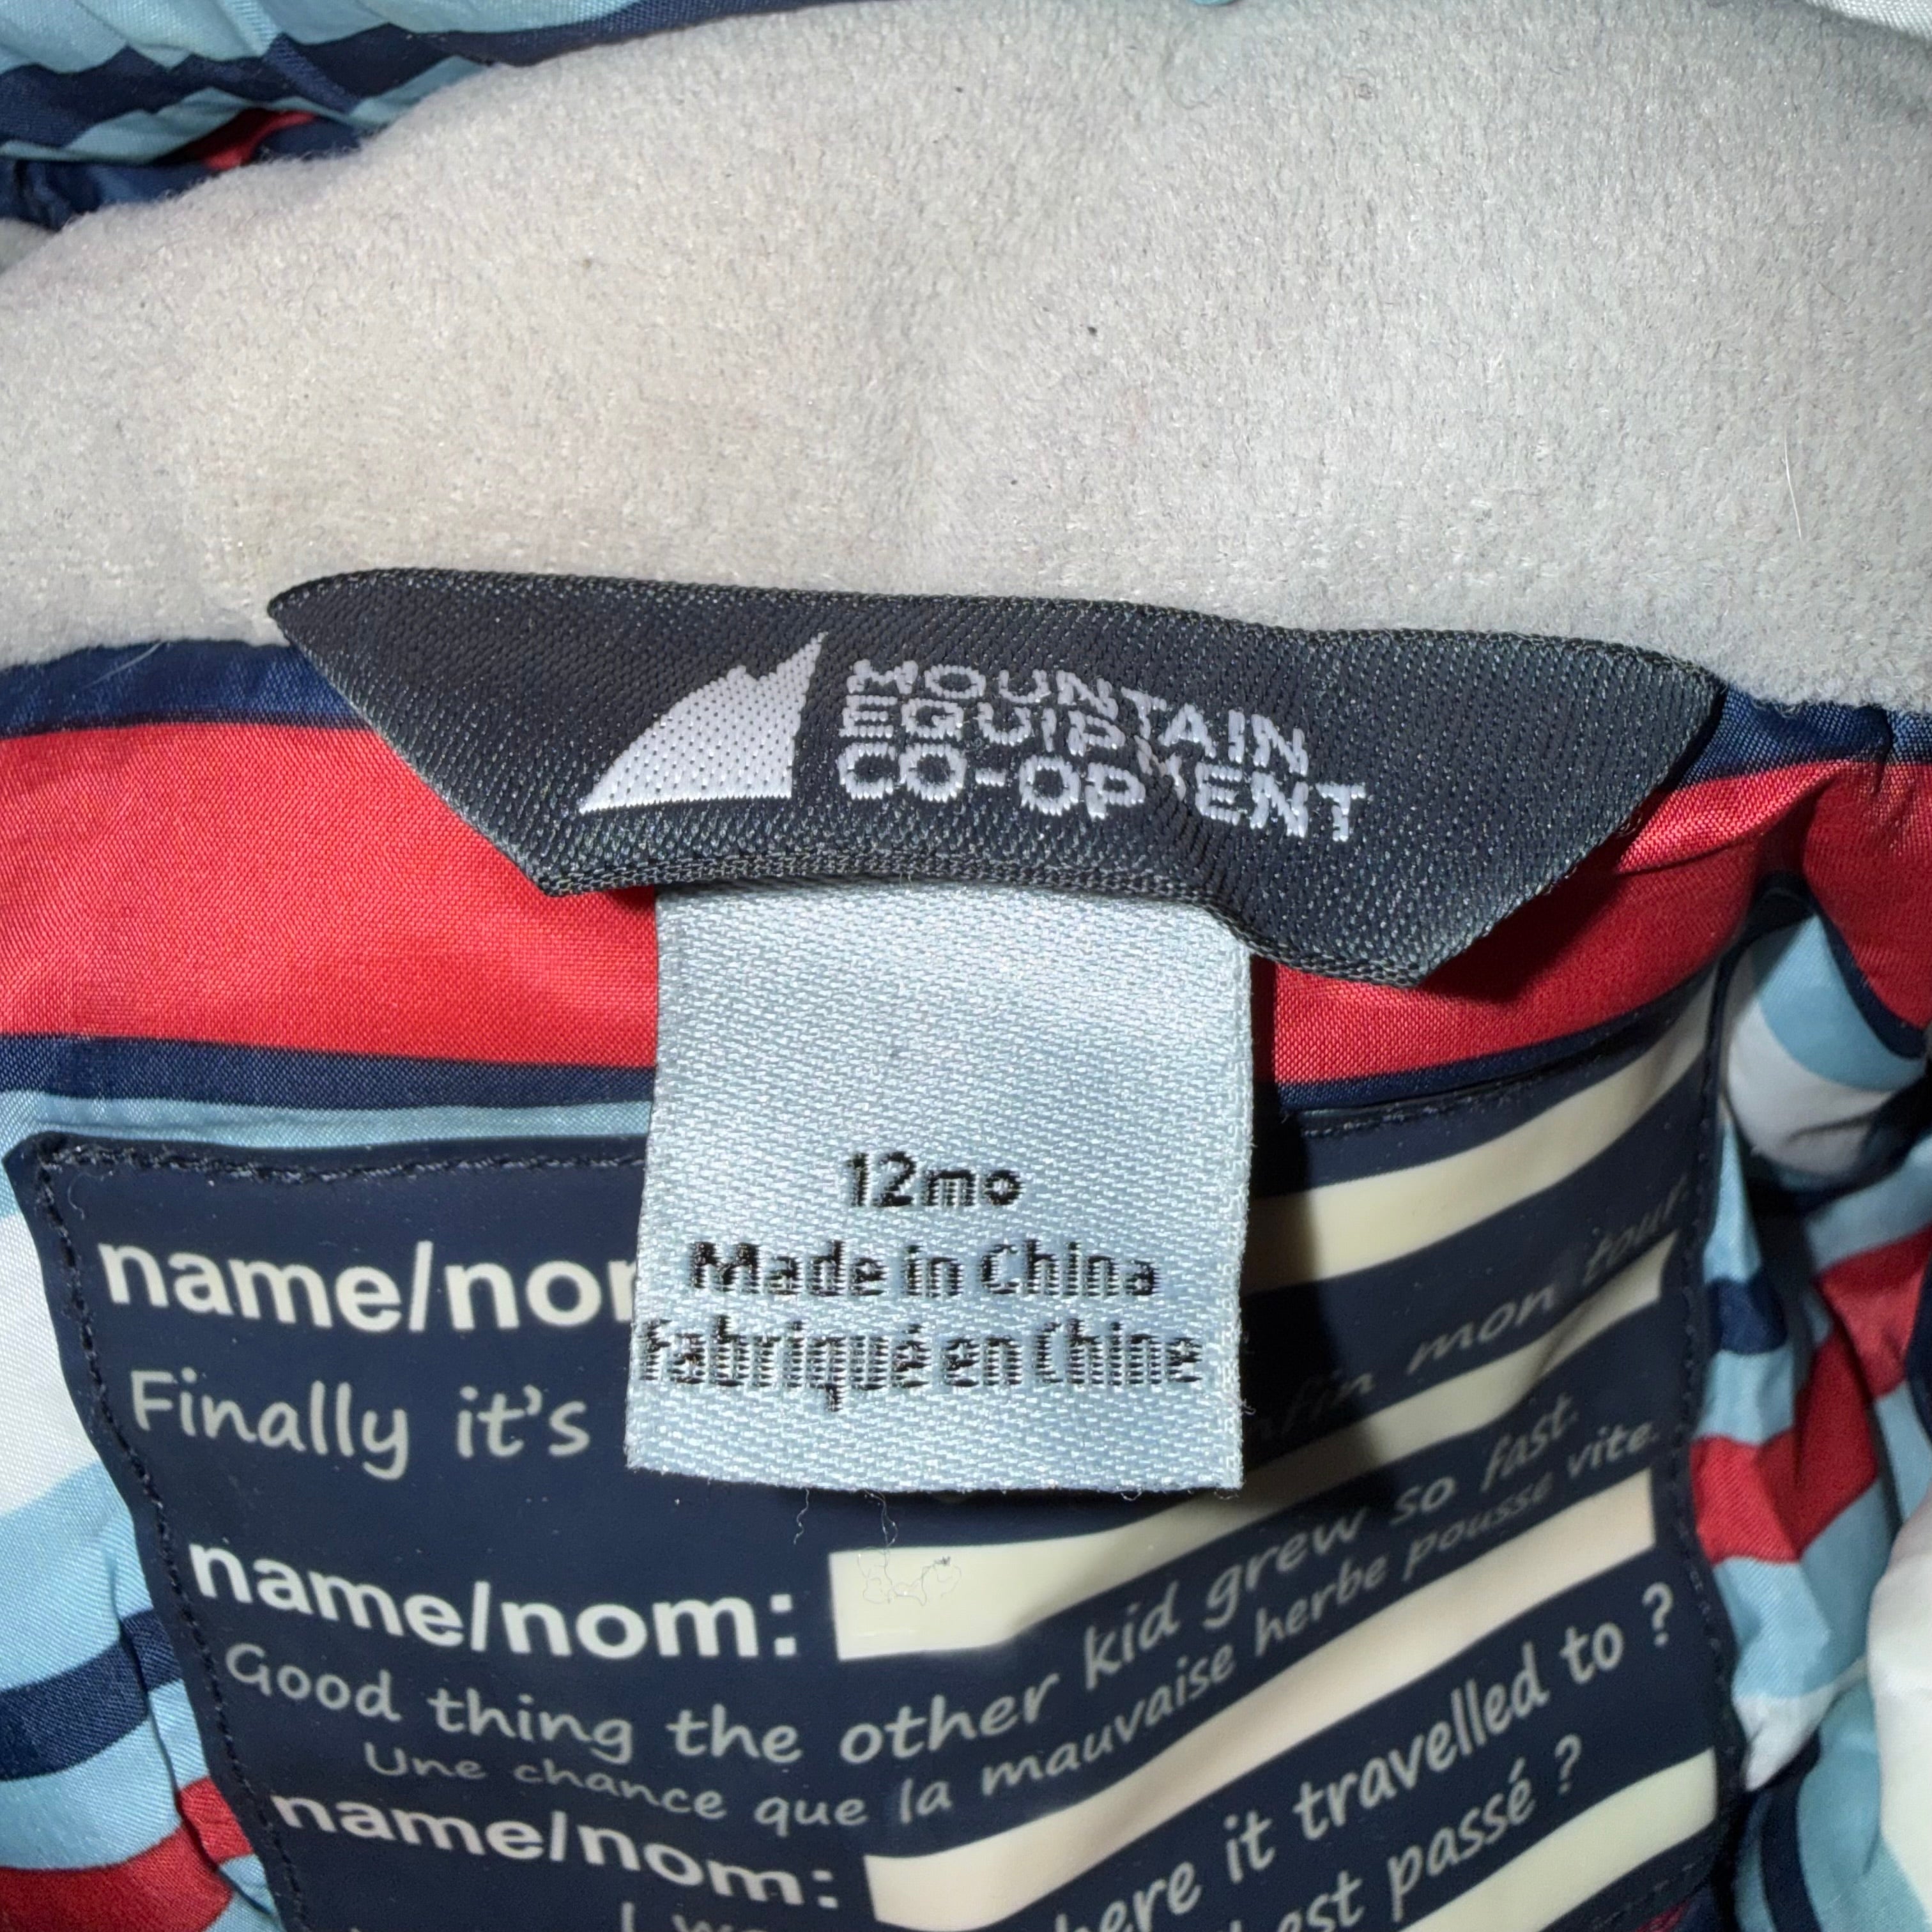 MOUNTAIN
EQUIPMENT
CO-OP
12mo
Made in China
Fabriqué en Chine
name/nom
Finally it's
enfin mon tour.
name/nom:
Good thing the other kid grew so fast.
Une chance que la mauvaise herbe pousse vite.
name/nom:
it travelled to ?
passé ?